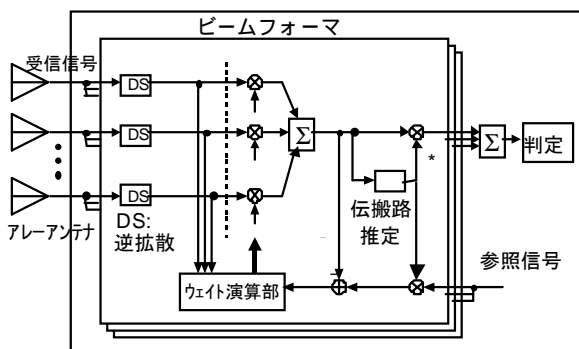 ビームフォーマ
受信信号
DS
DS
DS
Σ
Σ
判定
*
伝搬路
推定
アレーアンテナ
DS:
逆拡散
ウェイト演算部
参照信号
−